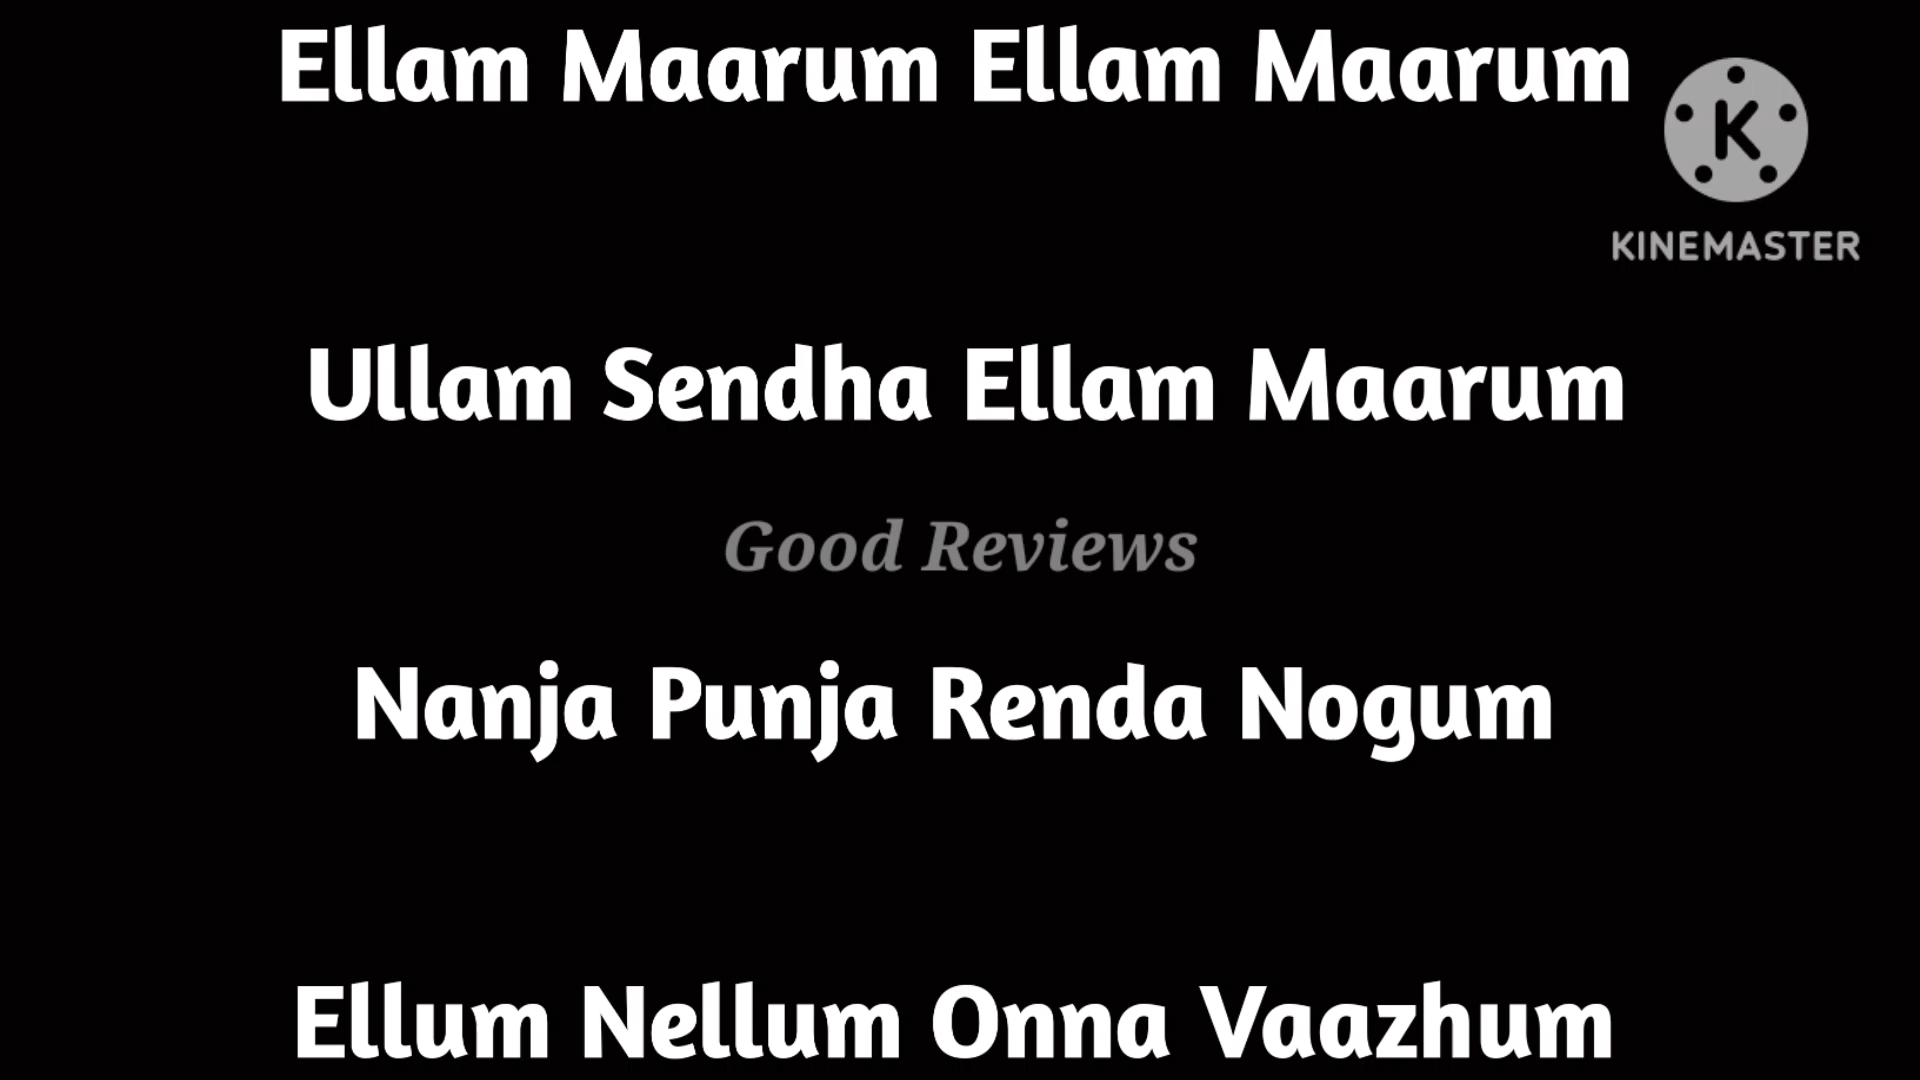 Ellam Maarum Ellam Maarum
K
KINEMASTER
Ullam Sendha Ellam Maarum
Good Reviews
Nanja Punja Renda Nogum
Ellum Nellum Onna Vaazhum